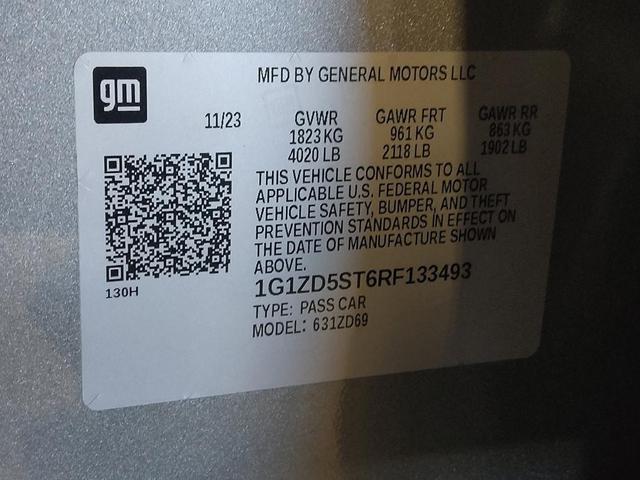 gm
MFD BY GENERAL MOTORS LLC
11/23
GVWR GAWR FRT GAWR RR
1823 KG 961 KG 863 KG
4020 LB 2118 LB 1902 LB
THIS VEHICLE CONFORMS TO ALL
APPLICABLE U.S. FEDERAL MOTOR
VEHICLE SAFETY, BUMPER, AND THEFT
PREVENTION STANDARDS IN EFFECT ON
THE DATE OF MANUFACTURE SHOWN
ABOVE.
130H
1G1ZD5ST6RF133493
TYPE: PASS CAR
MODEL: 631ZD69